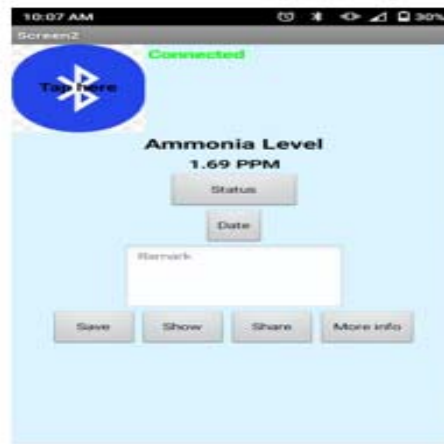 10:07 AM 30%
Screen2
Connected
Tap here
Ammonia Level
1.69 PPM
Status
Date
Remark
Save Show Share More info